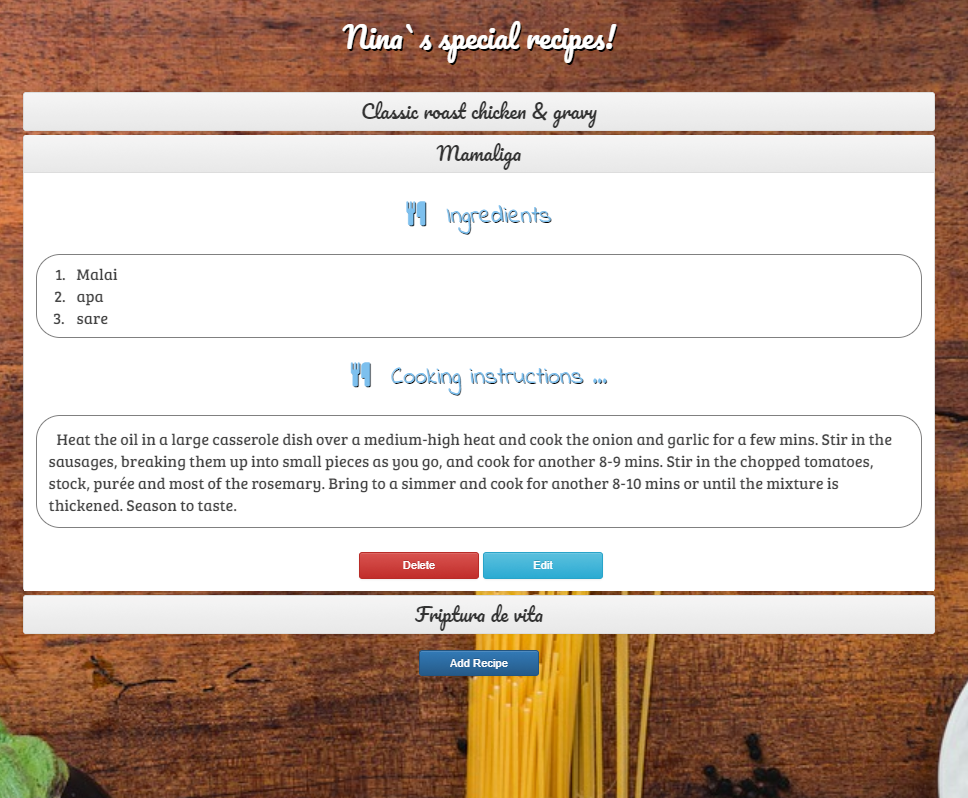 Nina`s special recipes!
Classic roast chicken & gravy
Mamaliga
Ingredients
1. Malai
2. apa
3. sare
Cooking instructions ...
Heat the oil in a large casserole dish over a medium-high heat and cook the onion and garlic for a few mins. Stir in the
sausages, breaking them up into small pieces as you go, and cook for another 8-9 mins. Stir in the chopped tomatoes,
stock, purée and most of the rosemary. Bring to a simmer and cook for another 8-10 mins or until the mixture is
thickened. Season to taste.
Delete Edit
Friptura de vita
Add Recipe